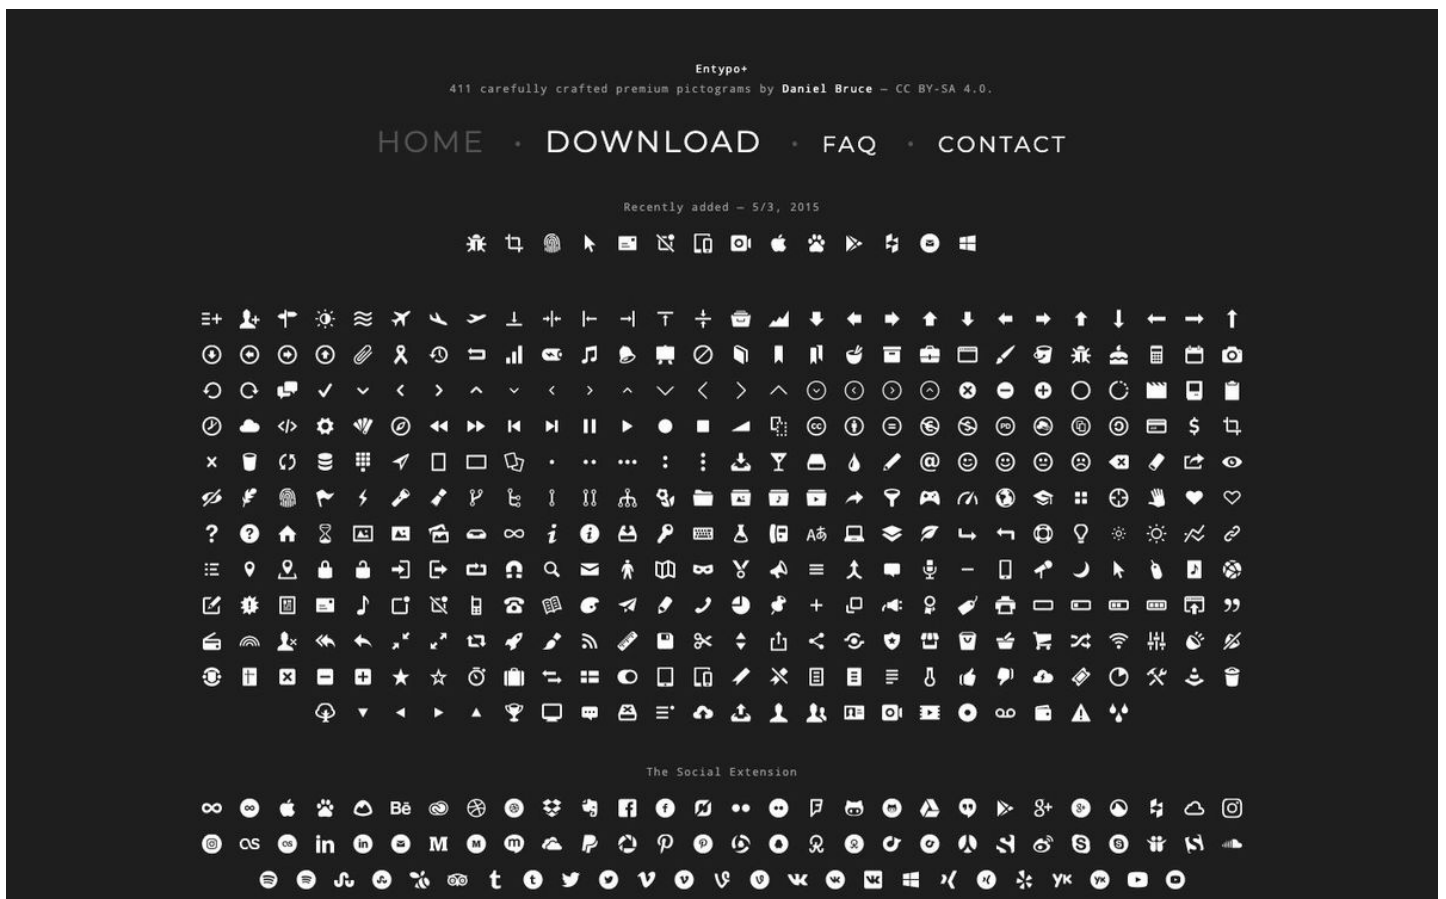 Entypo+
411 carefully crafted premium pictograms by Daniel Bruce — CC BY-SA 4.0.
HOME • DOWNLOAD • FAQ • CONTACT
Recently added — 5/3, 2015
The Social Extension